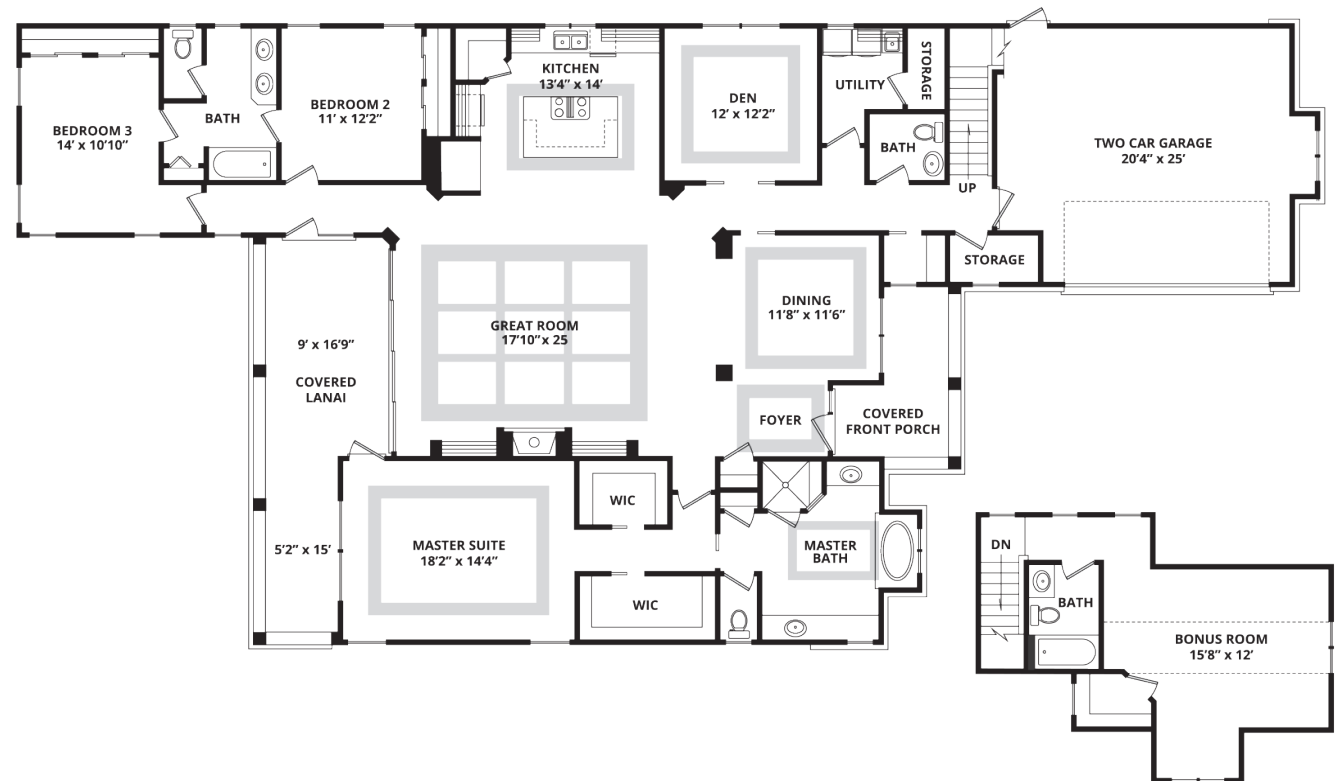 BEDROOM 3
14’ x 10’10”
BATH
BEDROOM 2
11’ x 12’2”
KITCHEN
13’4” x 14’
DEN
12’ x 12’2”
UTILITY
STORAGE
BATH
UP
TWO CAR GARAGE
20’4” x 25’
STORAGE
9’ x 16’9”
COVERED
LANAI
GREAT ROOM
17’10” x 25
DINING
11’8” x 11’6”
FOYER
COVERED
FRONT PORCH
5’2” x 15’
MASTER SUITE
18’2” x 14’4”
WIC
WIC
MASTER
BATH
DN
BATH
BONUS ROOM
15’8” x 12’